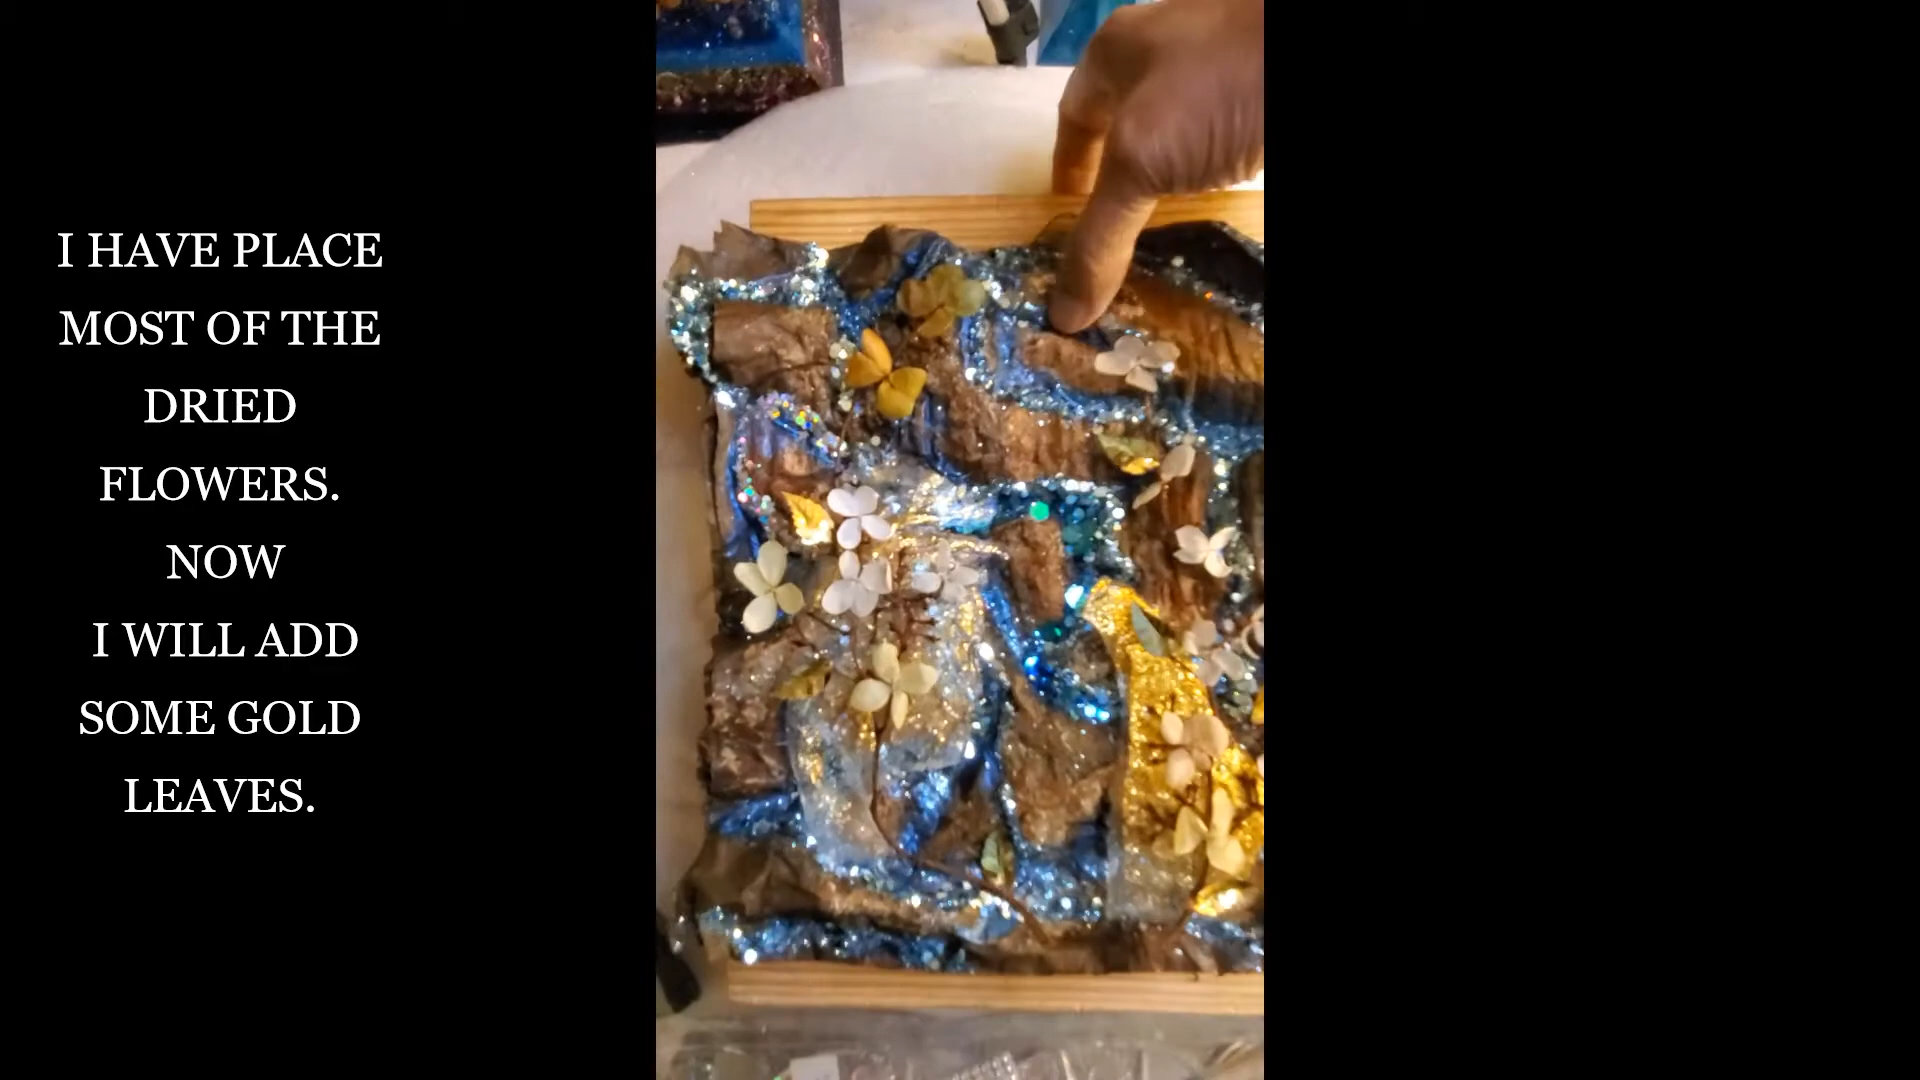 I HAVE PLACE
MOST OF THE
DRIED
FLOWERS.
NOW
I WILL ADD
SOME GOLD
LEAVES.